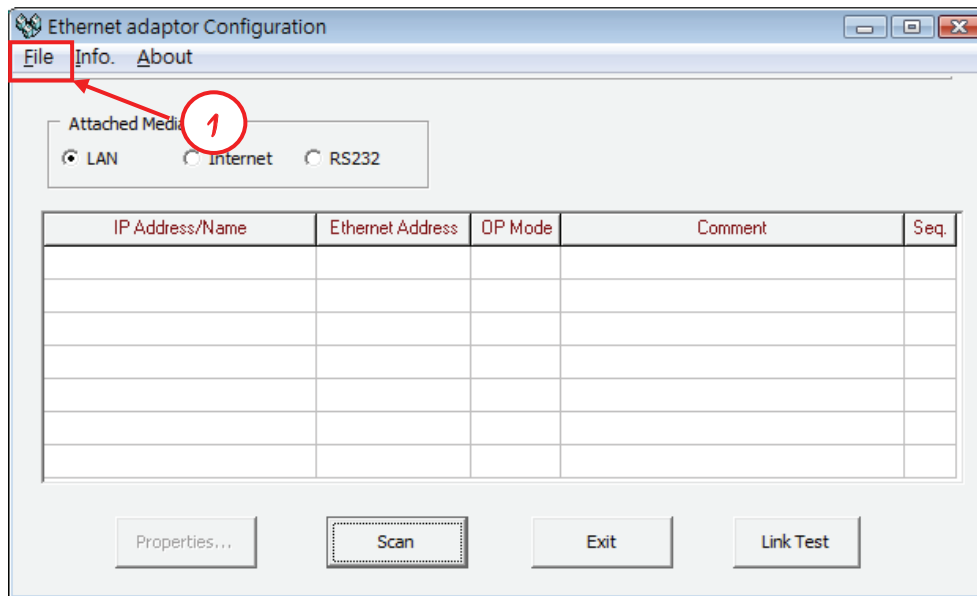 Ethernet adaptor Configuration
File Info. About
1
Attached Media
LAN Internet RS232
IP Address/Name Ethernet Address OP Mode Comment Seq.
Properties... Scan Exit Link Test